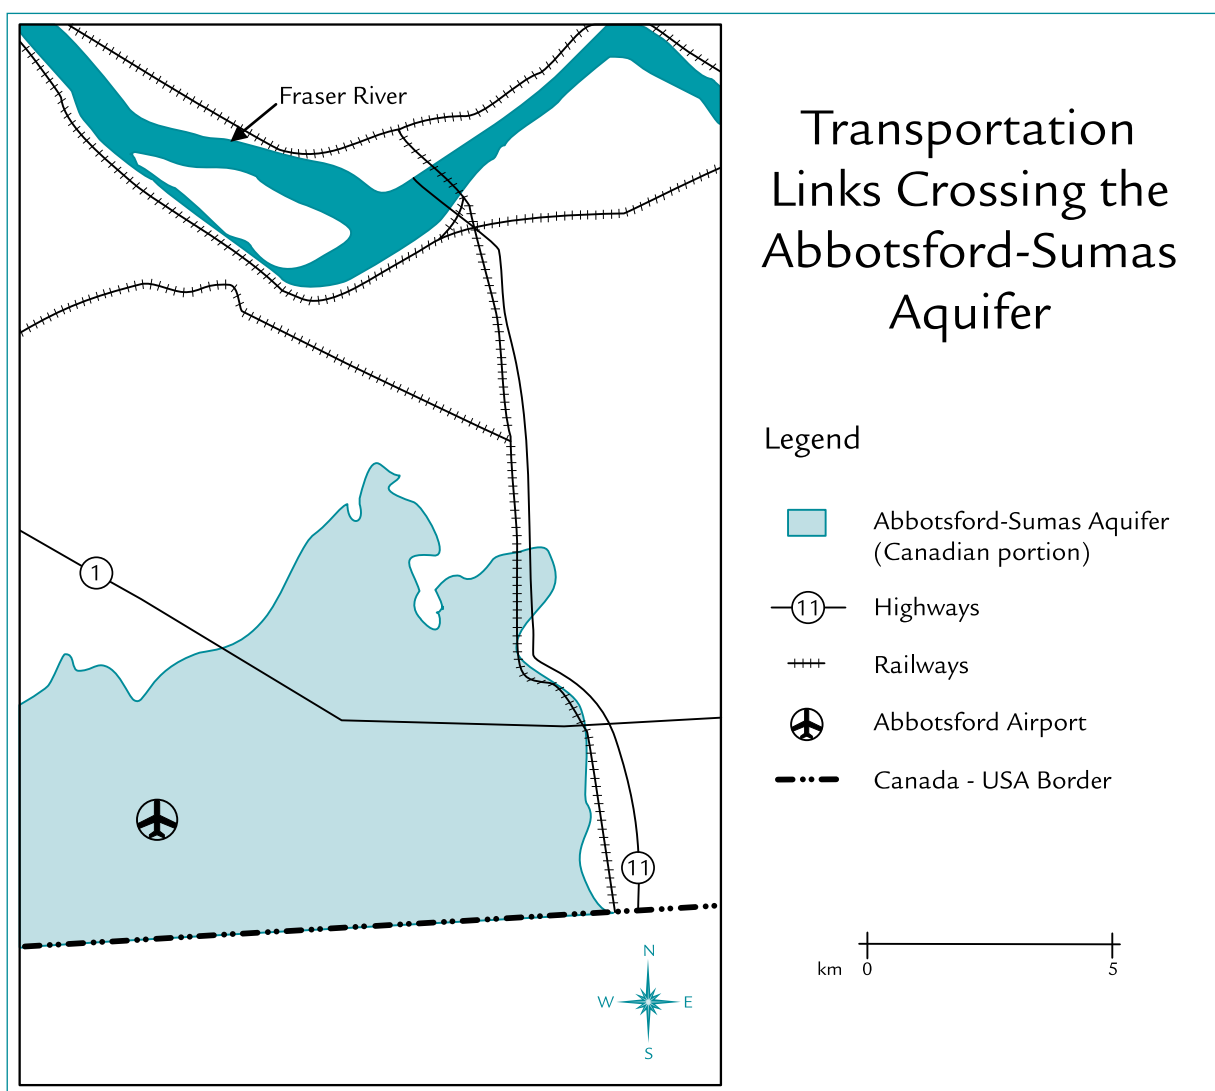 Transportation
Links Crossing the
Abbotsford-Sumas
Aquifer
Fraser River
1
11
N
W E
S
Legend
Abbotsford-Sumas Aquifer
(Canadian portion)
11 Highways
Railways
Abbotsford Airport
Canada - USA Border
km 0 5